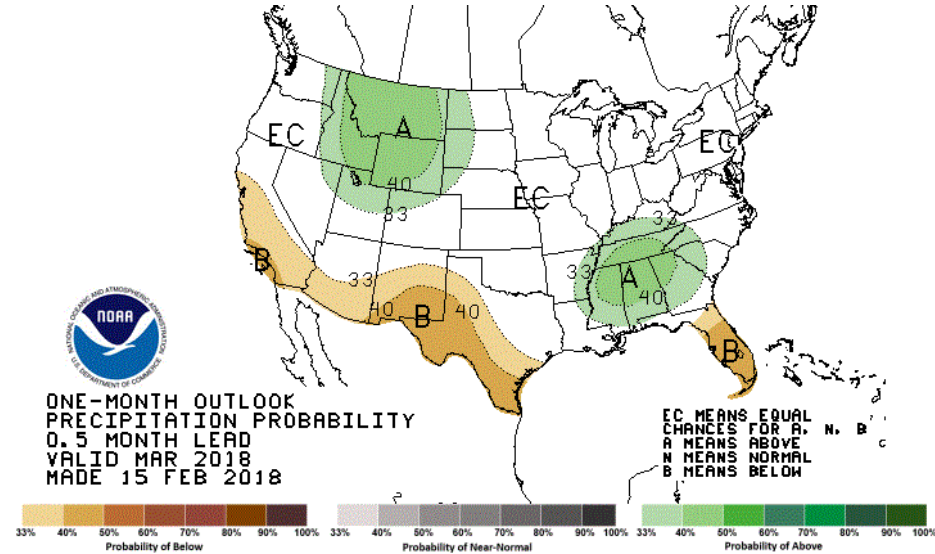 EC
A
40
33
EC
EC
33
33
A
40
B
33
40
B
40
B
NATIONAL OCEANIC AND ATMOSPHERIC ADMINISTRATION
NOAA
U.S. DEPARTMENT OF COMMERCE
ONE-MONTH OUTLOOK
PRECIPITATION PROBABILITY
0.5 MONTH LEAD
VALID MAR 2018
MADE 15 FEB 2018
EC MEANS EQUAL
CHANCES FOR A, N, B
A MEANS ABOVE
N MEANS NORMAL
B MEANS BELOW
33% 40% 50% 60% 70% 80% 90% 100%
Probability of Below
33% 40% 50% 60% 70% 80% 90% 100%
Probability of Near-Normal
33% 40% 50% 60% 70% 80% 90% 100%
Probability of Above